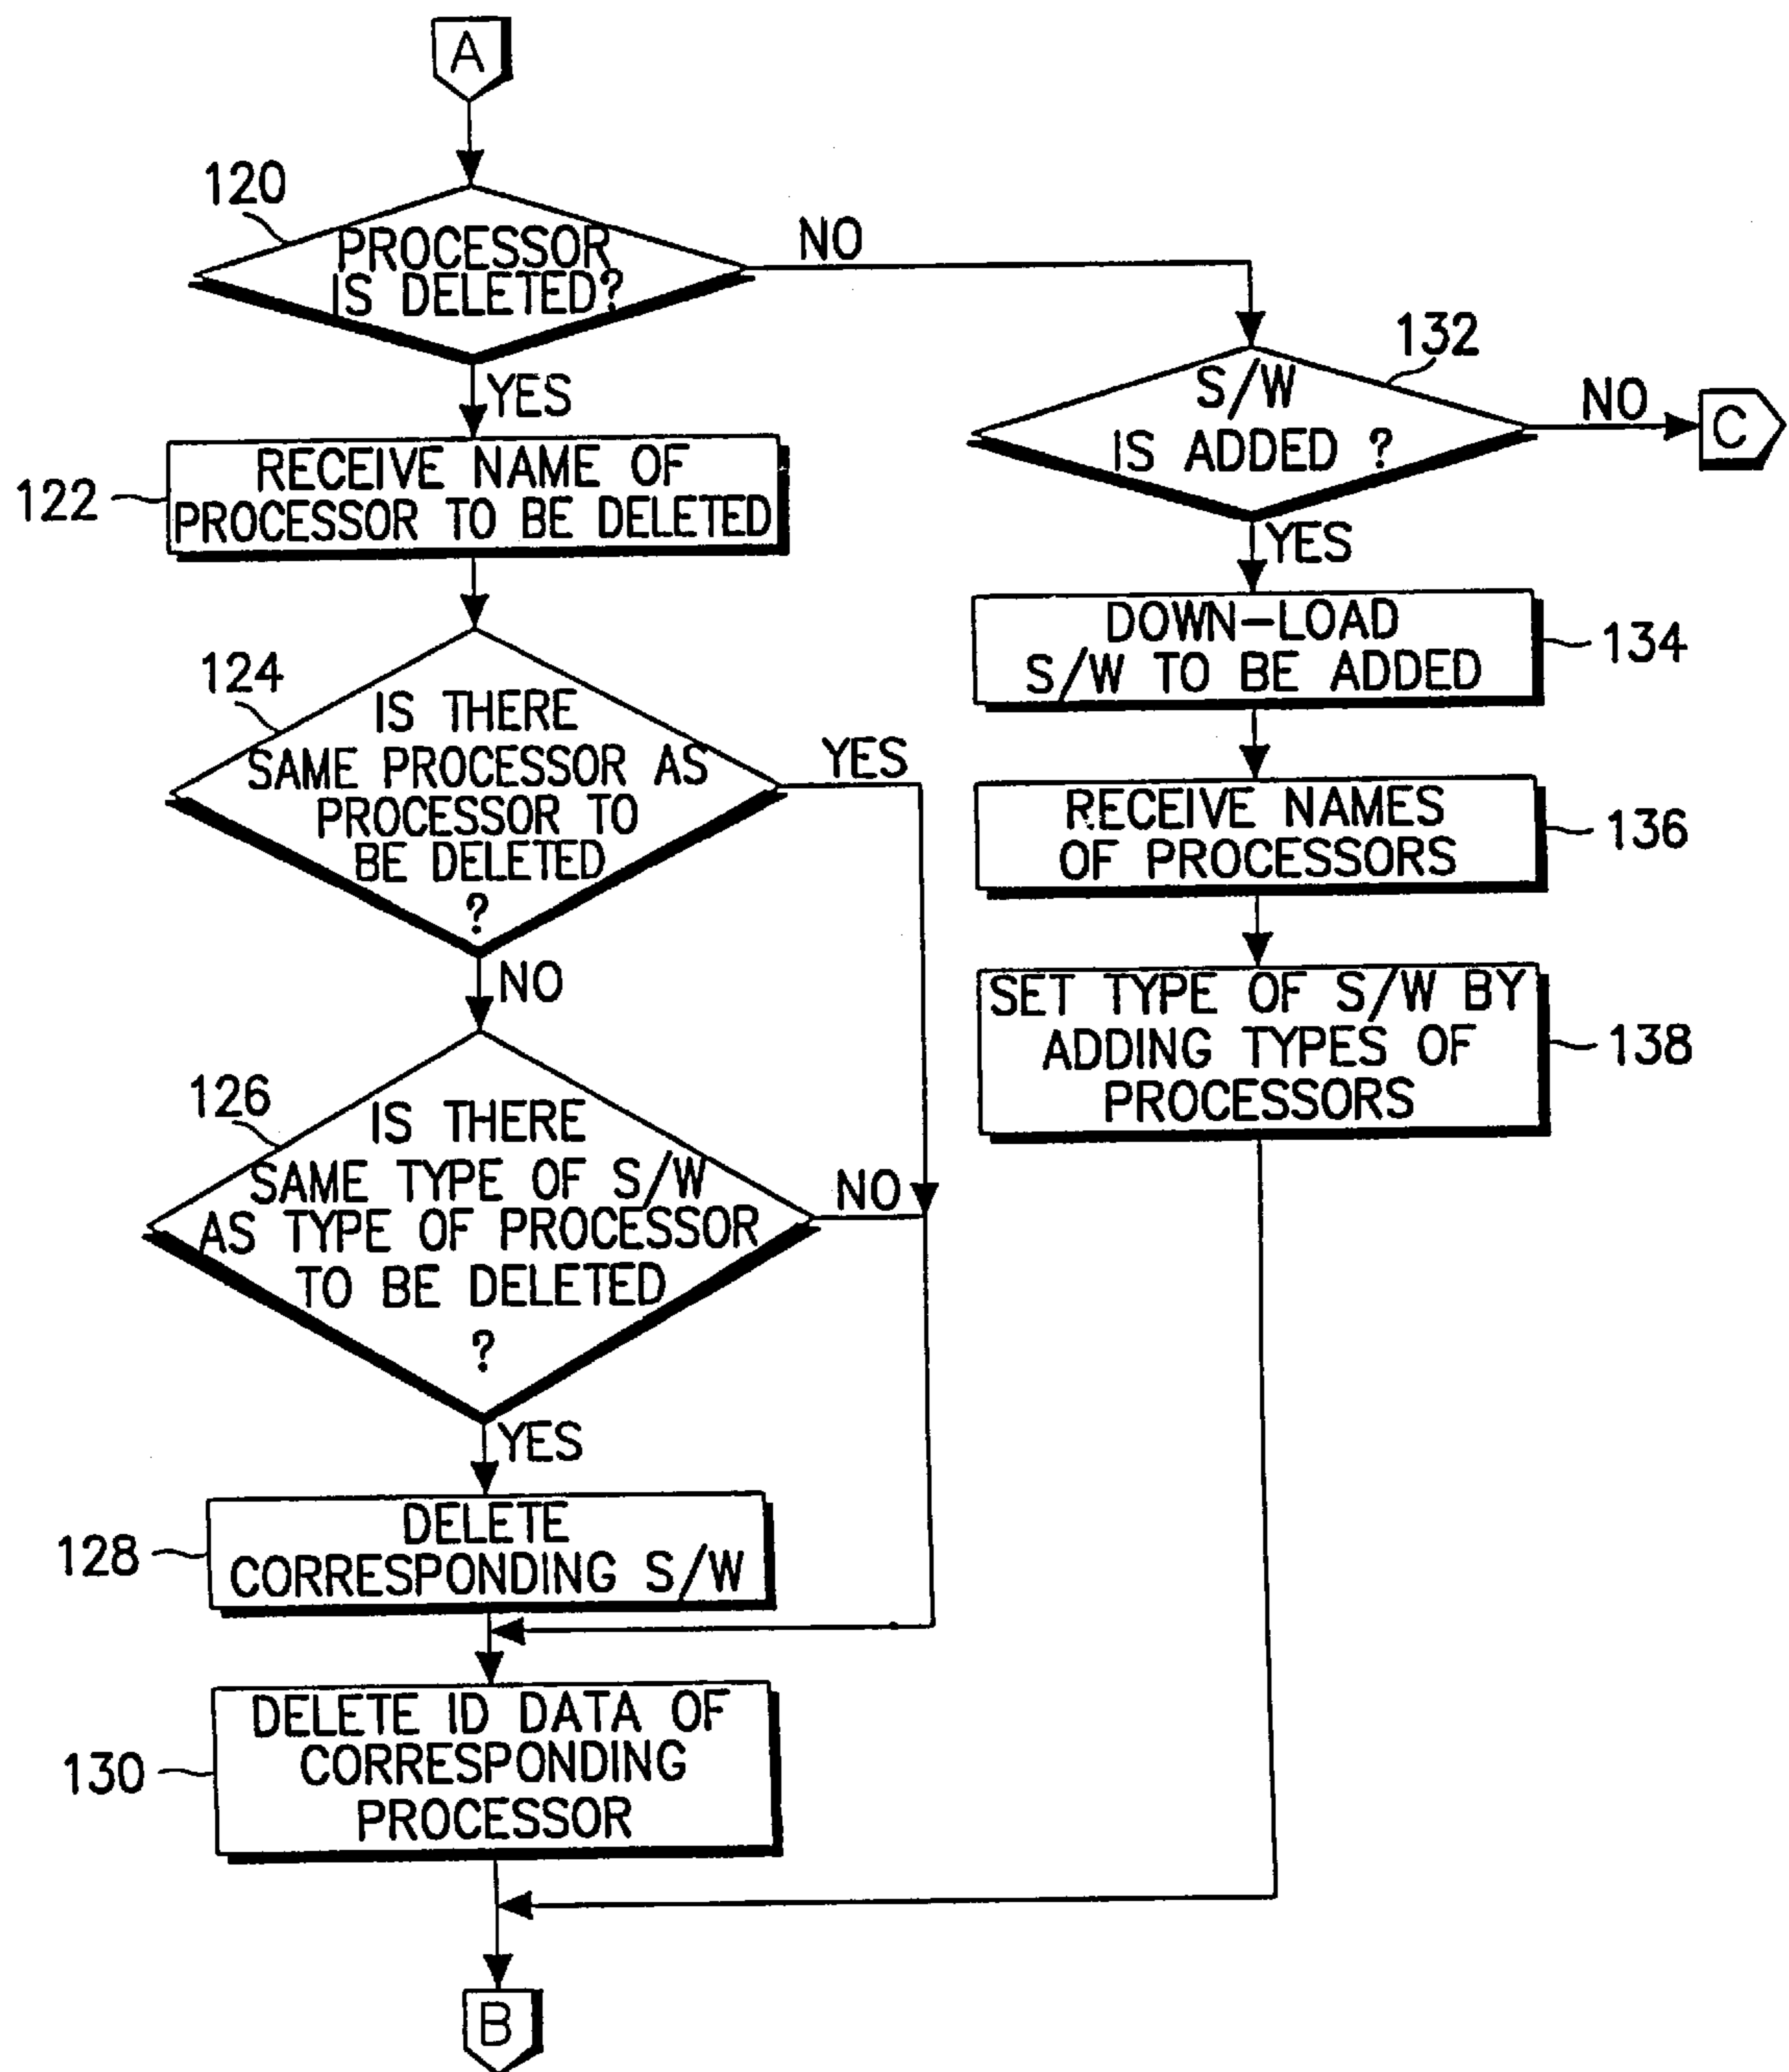 A
120
PROCESSOR
IS DELETED?
NO
YES
122
RECEIVE NAME OF
PROCESSOR TO BE DELETED
124
IS THERE
SAME PROCESSOR AS
PROCESSOR TO
BE DELETED
?
YES
NO
126
IS THERE
SAME TYPE OF S/W
AS TYPE OF PROCESSOR
TO BE DELETED
?
NO
YES
128
DELETE
CORRESPONDING S/W
130
DELETE ID DATA OF
CORRESPONDING
PROCESSOR
B
132
S/W
IS ADDED ?
NO
C
YES
DOWN-LOAD
S/W TO BE ADDED
134
RECEIVE NAMES
OF PROCESSORS
136
SET TYPE OF S/W BY
ADDING TYPES OF
PROCESSORS
138